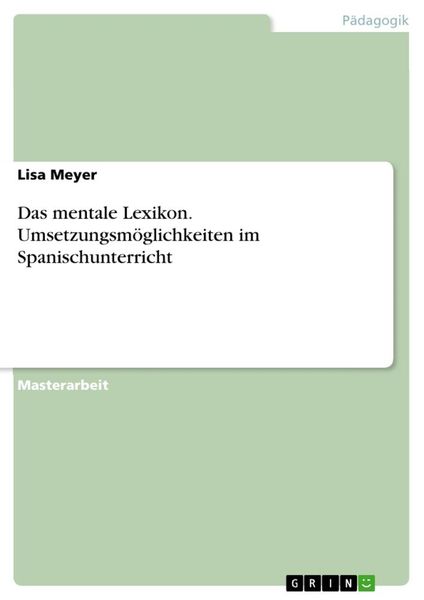 Pädagogik
Lisa Meyer
Das mentale Lexikon.
Umsetzungsmöglichkeiten im
Spanischunterricht
Masterarbeit
GRIN